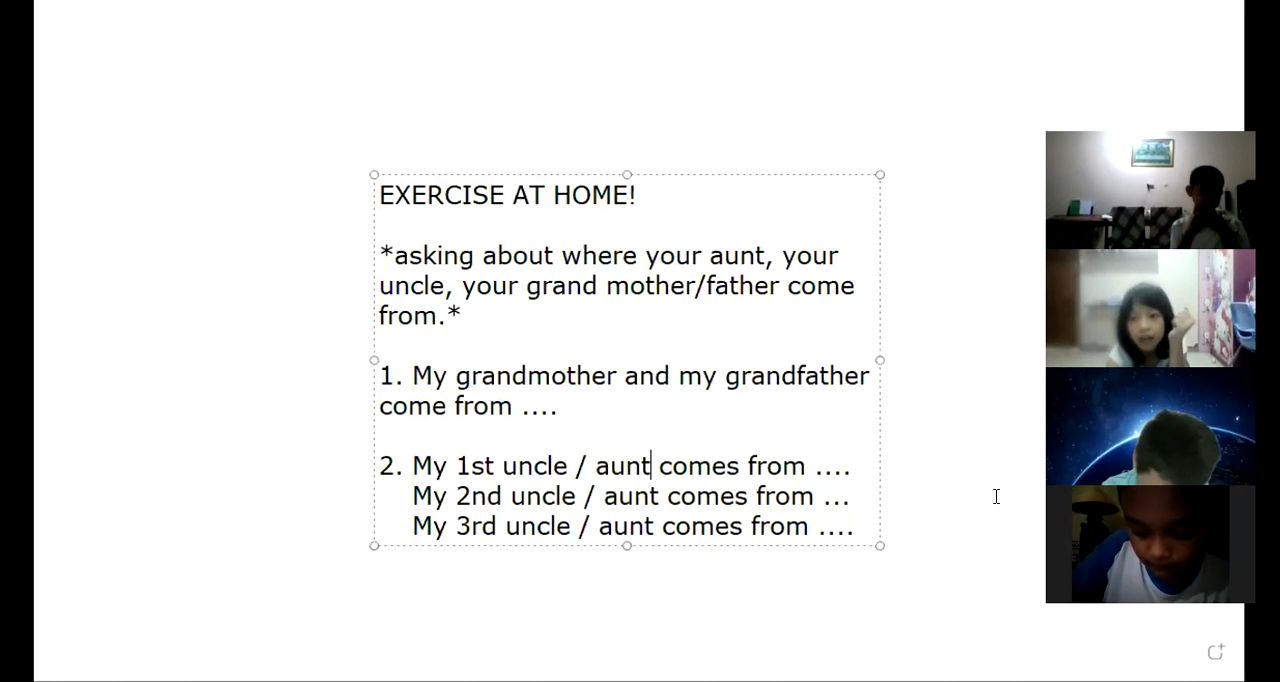 EXERCISE AT HOME!
*asking about where your aunt, your
uncle, your grand mother/father come
from.*
1. My grandmother and my grandfather
come from ....
2. My 1st uncle / aunt comes from ....
My 2nd uncle / aunt comes from ...
My 3rd uncle / aunt comes from ....